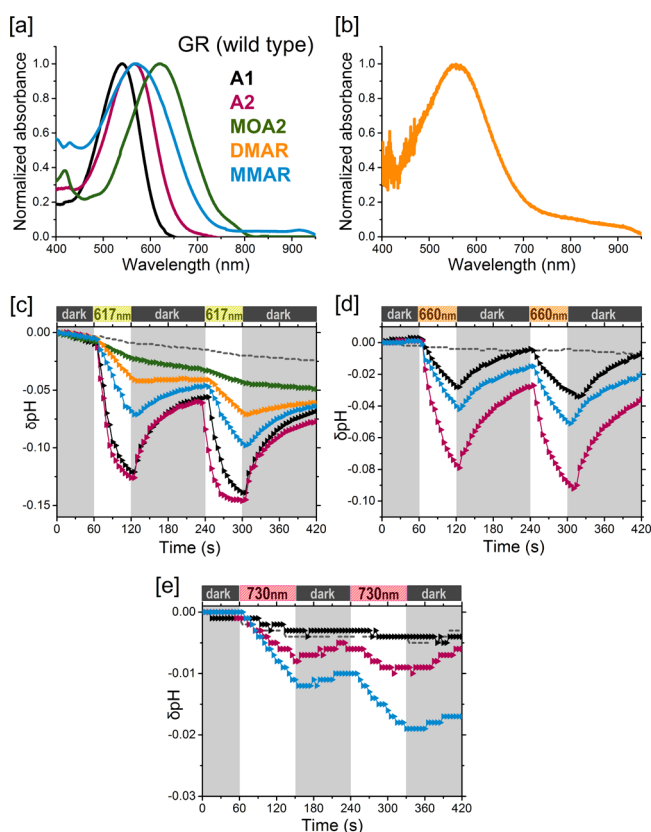 [a]
GR (wild type)
A1
A2
MOA2
DMAR
MMAR
Normalized absorbance
1.0
0.8
0.6
0.4
0.2
0.0
400 500 600 700 800 900
Wavelength (nm)
[b]
Normalized absorbance
1.0
0.8
0.6
0.4
0.2
0.0
400 500 600 700 800 900
Wavelength (nm)
[c]
dark 617nm dark 617nm dark
δpH
0.00
-0.05
-0.10
-0.15
0 60 120 180 240 300 360 420
Time (s)
[d]
dark 660nm dark 660nm dark
δpH
0.00
-0.02
-0.04
-0.06
-0.08
-0.10
0 60 120 180 240 300 360 420
Time (s)
[e]
dark 730nm dark 730nm dark
δpH
0.00
-0.01
-0.02
-0.03
0 60 120 180 240 300 360 420
Time (s)